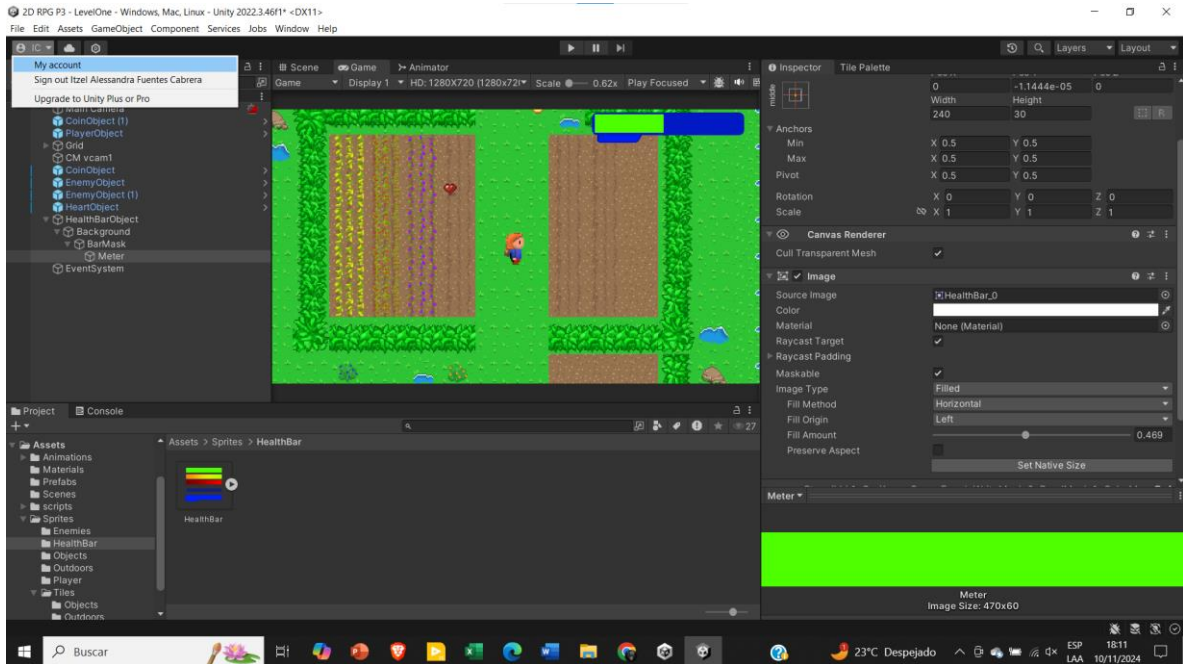 2D RPG P3 - LevelOne - Windows, Mac, Linux - Unity 2022.3.46f1* <DX11>
File Edit Assets GameObject Component Services Jobs Window Help
IC
Layers
Layout
My account
Sign out Itzel Alessandra Fuentes Cabrera
Upgrade to Unity Plus or Pro
Main Camera
CoinObject (1)
PlayerObject
Grid
CM vcam1
CoinObject
EnemyObject
EnemyObject (1)
HeartObject
HealthBarObject
Background
BarMask
Meter
EventSystem
Scene Game Animator
Game Display 1 HD: 1280X720 (1280x72 Scale 0.62x Play Focused
Inspector Tile Palette
middle
0 -1.1444e-05 0
Width Height
240 30 R
Anchors
Min X 0.5 Y 0.5
Max X 0.5 Y 0.5
Pivot X 0.5 Y 0.5
Rotation X 0 Y 0 Z 0
Scale X 1 Y 1 Z 1
Canvas Renderer
Cull Transparent Mesh
Image
Source Image HealthBar_0
Color
Material None (Material)
Raycast Target
Raycast Padding
Maskable
Image Type Filled
Fill Method Horizontal
Fill Origin Left
Fill Amount 0.469
Preserve Aspect
Set Native Size
Meter
Meter
Image Size: 470x60
Project Console
27
Assets
Animations
Materials
Prefabs
Scenes
scripts
Sprites
Enemies
HealthBar
Objects
Outdoors
Player
Tiles
Objects
Outdoors
Assets > Sprites > HealthBar
HealthBar
Buscar
23°C Despejado
ESP
LAA
18:11
10/11/2024